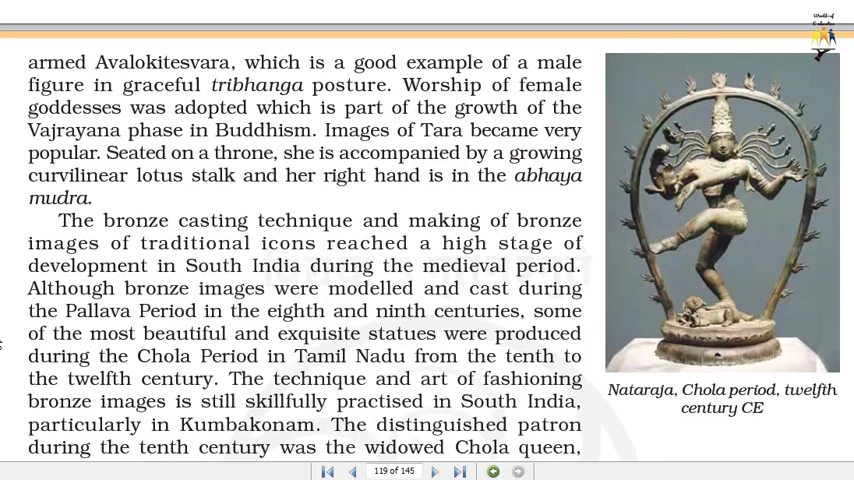 World of
armed Avalokitesvara, which is a good example of a male
figure in graceful tribhanga posture. Worship of female
goddesses was adopted which is part of the growth of the
Vajrayana phase in Buddhism. Images of Tara became very
popular. Seated on a throne, she is accompanied by a growing
curvilinear lotus stalk and her right hand is in the abhaya
mudra.
The bronze casting technique and making of bronze
images of traditional icons reached a high stage of
development in South India during the medieval period.
Although bronze images were modelled and cast during
the Pallava Period in the eighth and ninth centuries, some
of the most beautiful and exquisite statues were produced
during the Chola Period in Tamil Nadu from the tenth to
the twelfth century. The technique and art of fashioning
bronze images is still skillfully practised in South India,
particularly in Kumbakonam. The distinguished patron
during the tenth century was the widowed Chola queen,
Nataraja, Chola period, twelfth
century CE
119 of 145